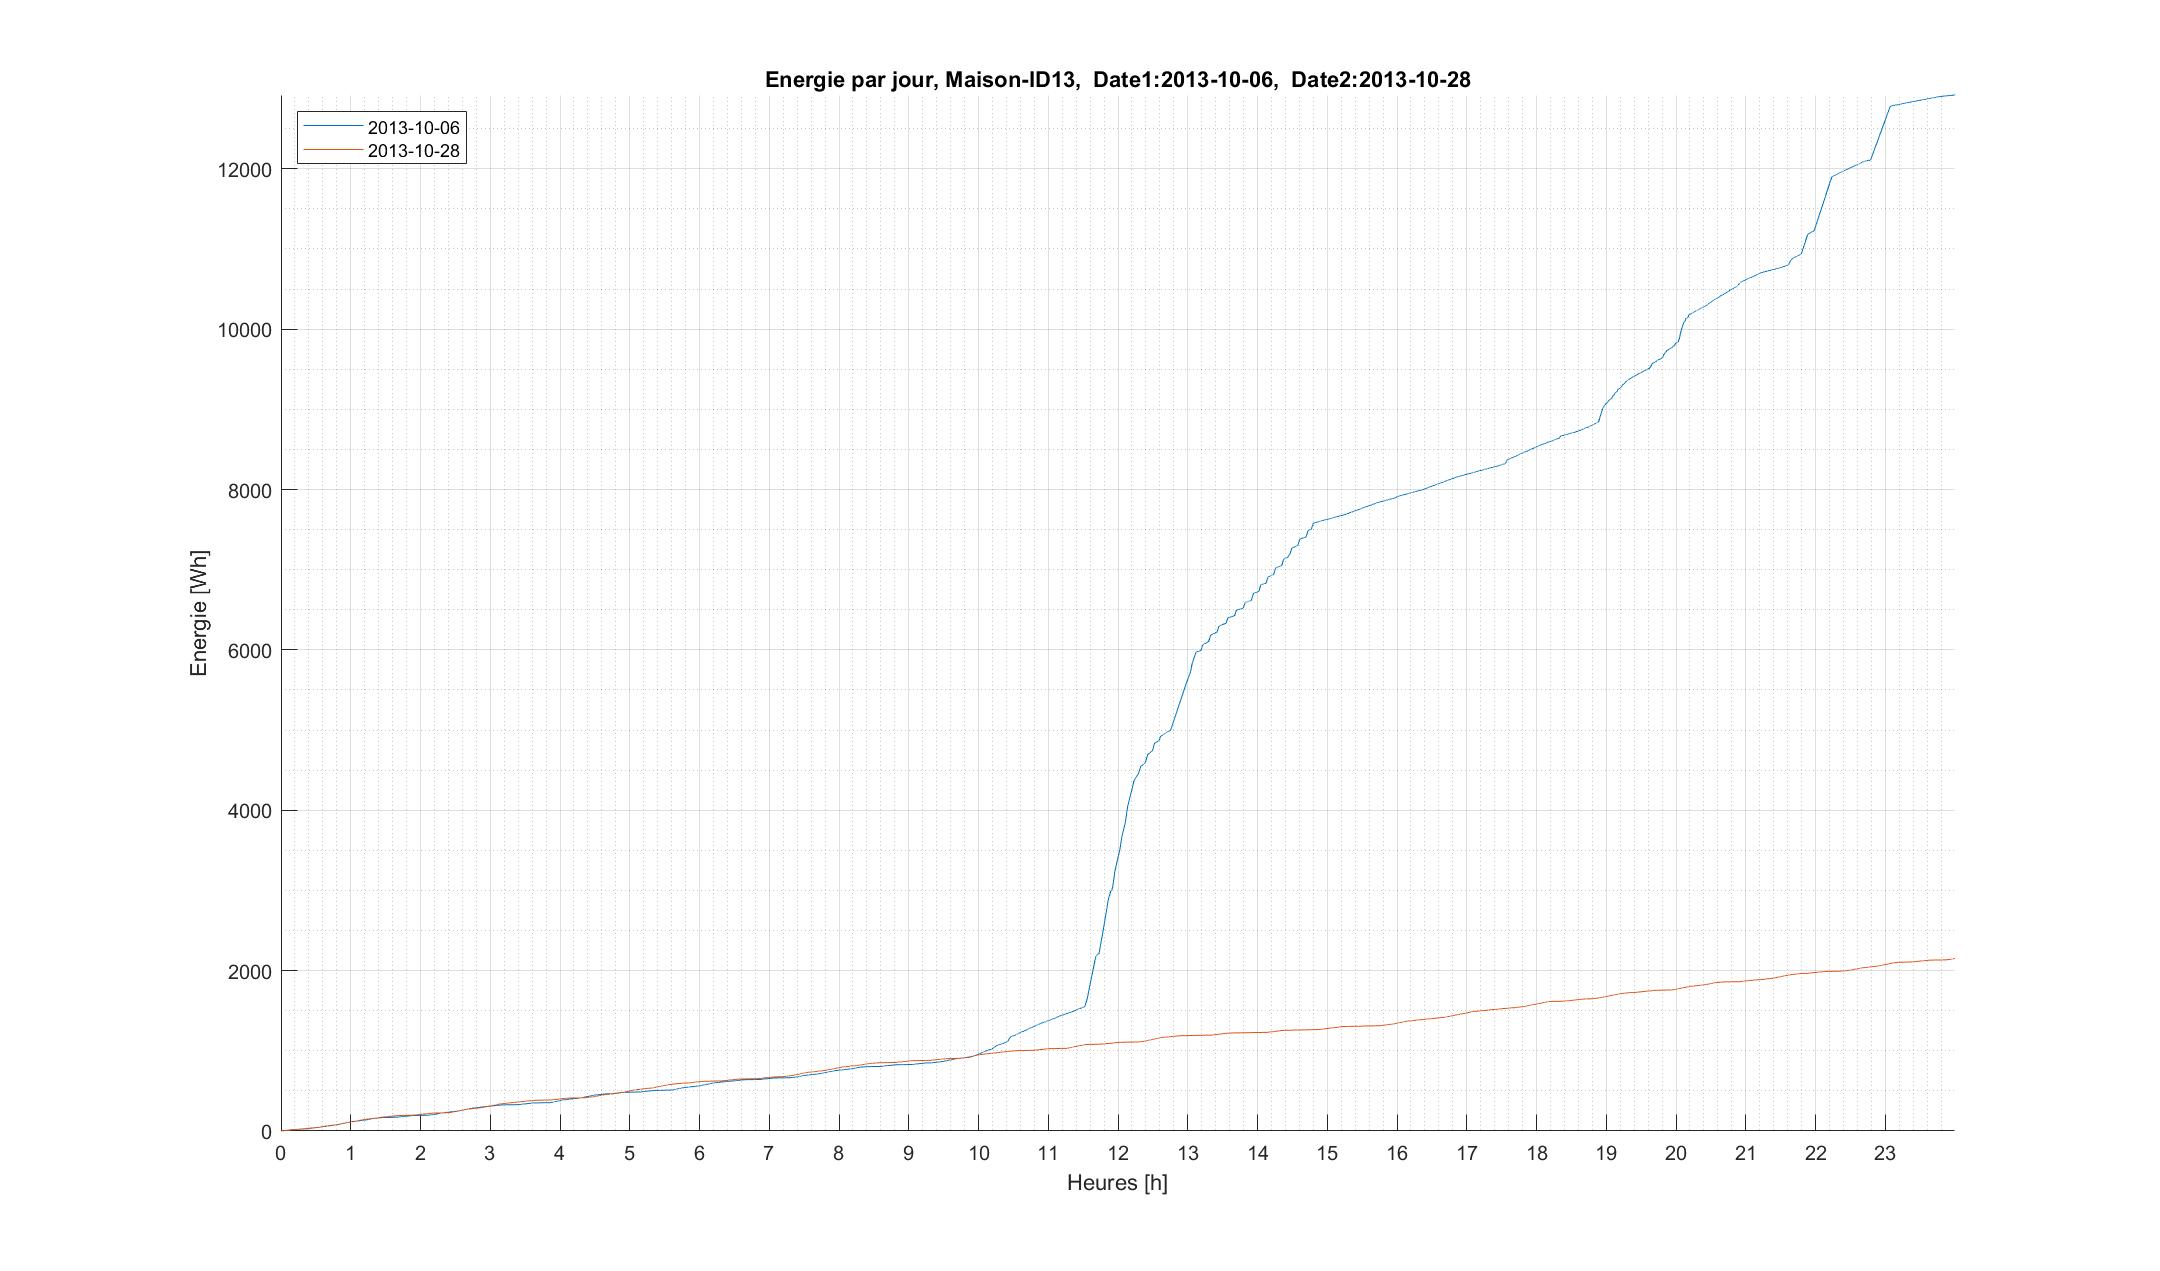 Energie par jour, Maison-ID13,  Date1:2013-10-06,  Date2:2013-10-28
2013-10-06
2013-10-28
12000
10000
8000
6000
4000
2000
0
Energie [Wh]
0 1 2 3 4 5 6 7 8 9 10 11 12 13 14 15 16 17 18 19 20 21 22 23
Heures [h]